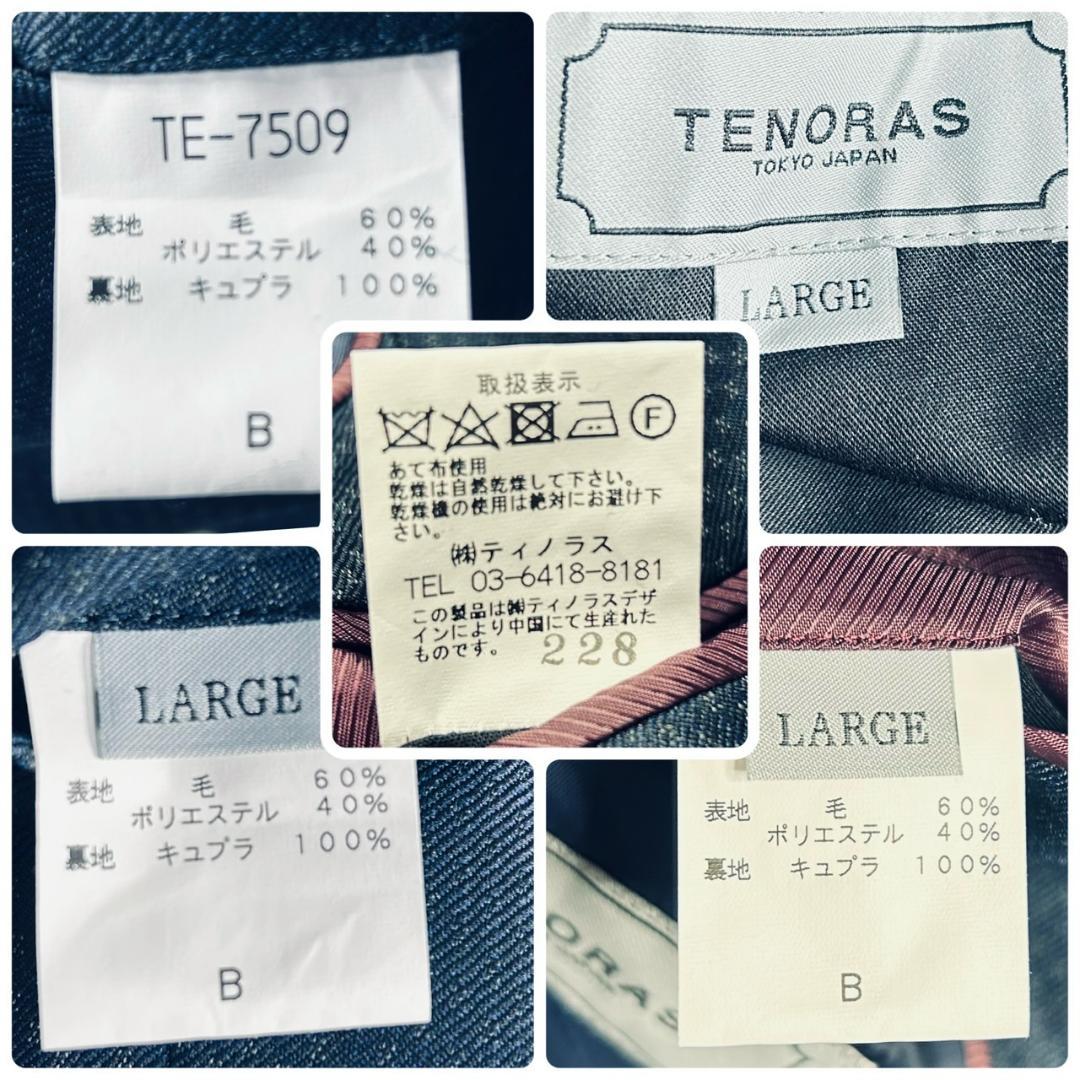 TE-7509
表地 毛 60%
ポリエステル 40%
裏地 キュプラ 100%
B
TENORAS
TOKYO JAPAN
LARGE
取扱表示
F
あて布使用
乾燥は自然乾燥して下さい。
乾燥機の使用は絶対にお避け下
さい。
㈱ティノラス
TEL 03-6418-8181
この製品は㈱ティノラスデザ
インにより中国にて生産れた
ものです。 228
LARGE
表地 毛 60%
ポリエステル 40%
裏地 キュプラ 100%
B
LARGE
表地 毛 60%
ポリエステル 40%
裏地 キュプラ 100%
B
ORAS